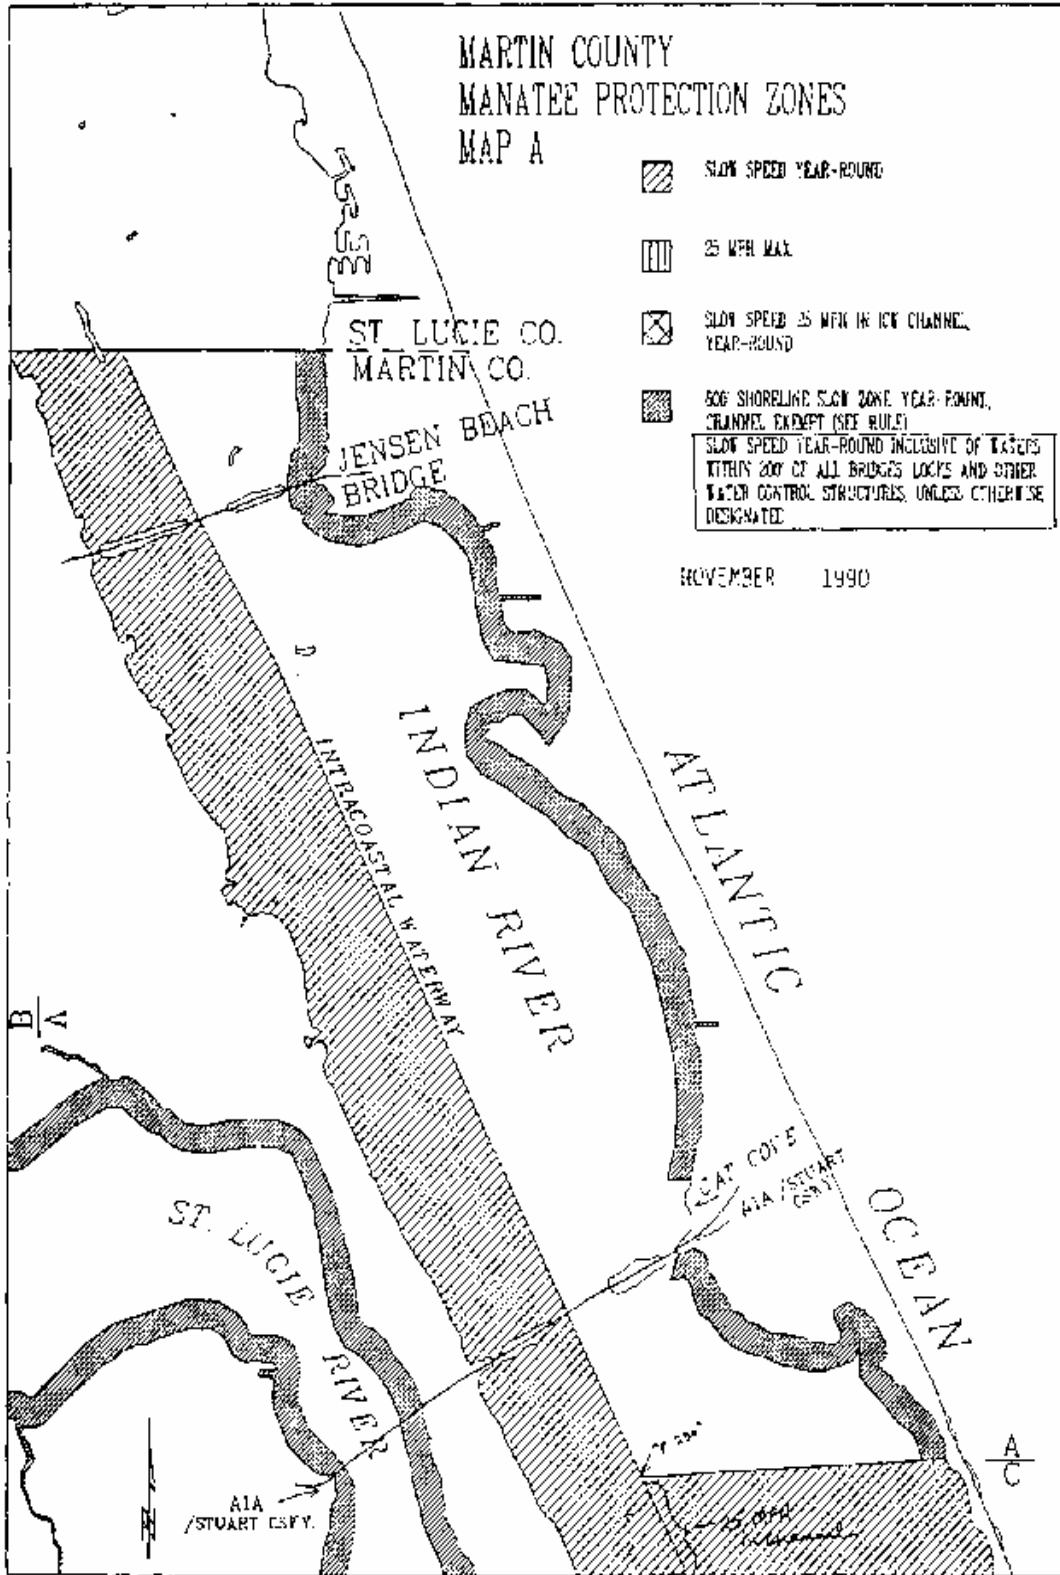 MARTIN COUNTY
MANATEE PROTECTION ZONES
MAP A
SLOW SPEED YEAR-ROUND
25 MPH MAX.
SLOW SPEED 25 MPH IN ICW CHANNEL,
YEAR-ROUND
SHORELINE SLOW ZONE YEAR-ROUND,
CHANNEL EXEMPT (SEE RULE)
SLOW SPEED YEAR-ROUND INCLUSIVE OF WATERS
WITHIN 200' OF ALL BRIDGES LOCKS AND OTHER
WATER CONTROL STRUCTURES, UNLESS OTHERWISE
DESIGNATED
NOVEMBER 1990
ST. LUCIE CO.
MARTIN CO.
JENSEN BEACH
BRIDGE
D
INTRACOASTAL WATERWAY
INDIAN RIVER
ATLANTIC
OCEAN
B
A
CAT COVE
A1A /STUART
ST. LUCIE
RIVER
A1A
/STUART CSWY.
N
A
C
25 MPH
channel